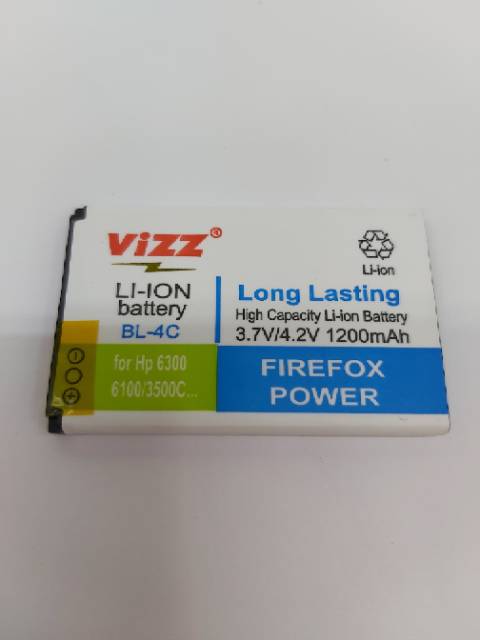 ViZZ®
LI-ION
battery
BL-4C
for Hp 6300
6100/3500C...
Li-ion
Long Lasting
High Capacity Li-ion Battery
3.7V/4.2V 1200mAh
FIREFOX
POWER